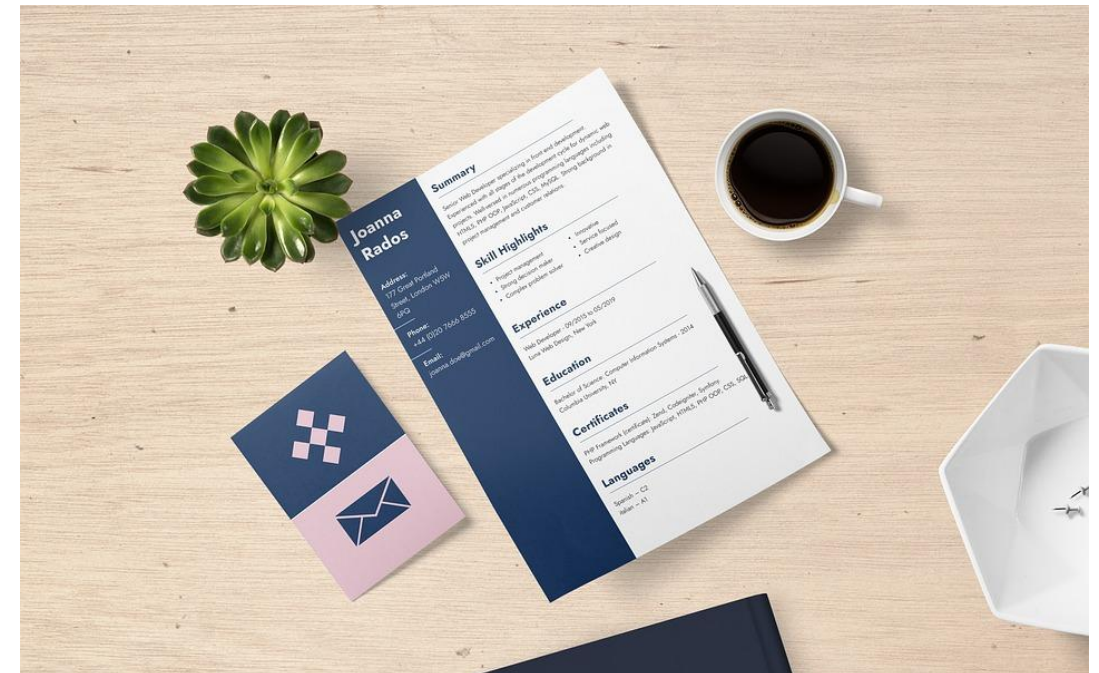 Joanna
Rados
Address:
177 Great Portland
Street, London W5W
6PQ
Phone:
+44 (0)20 7666 8555
Email:
joanna.doe@gmail.com
Summary
Senior Web Developer specializing in front-end development.
Experienced with all stages of the development cycle for dynamic web
projects. Well-versed in numerous programming languages including
HTML5, PHP OOP, JavaScript, CSS, MySQL. Strong background in
project management and customer relations.
Skill Highlights
• Project management
• Strong decision maker
• Complex problem solver
• Innovative
• Service focused
• Creative design
Experience
Web Developer - 09/2015 to 05/2019
Luna Web Design, New York
Education
Bachelor of Science: Computer Information Systems - 2014
Columbia University, NY
Certificates
PHP Framework (certificate): Zend, Codeigniter, Symfony.
Programming Languages: JavaScript, HTML5, PHP OOP, CSS, SQL,
Languages
Spanish – C2
Italian – A1